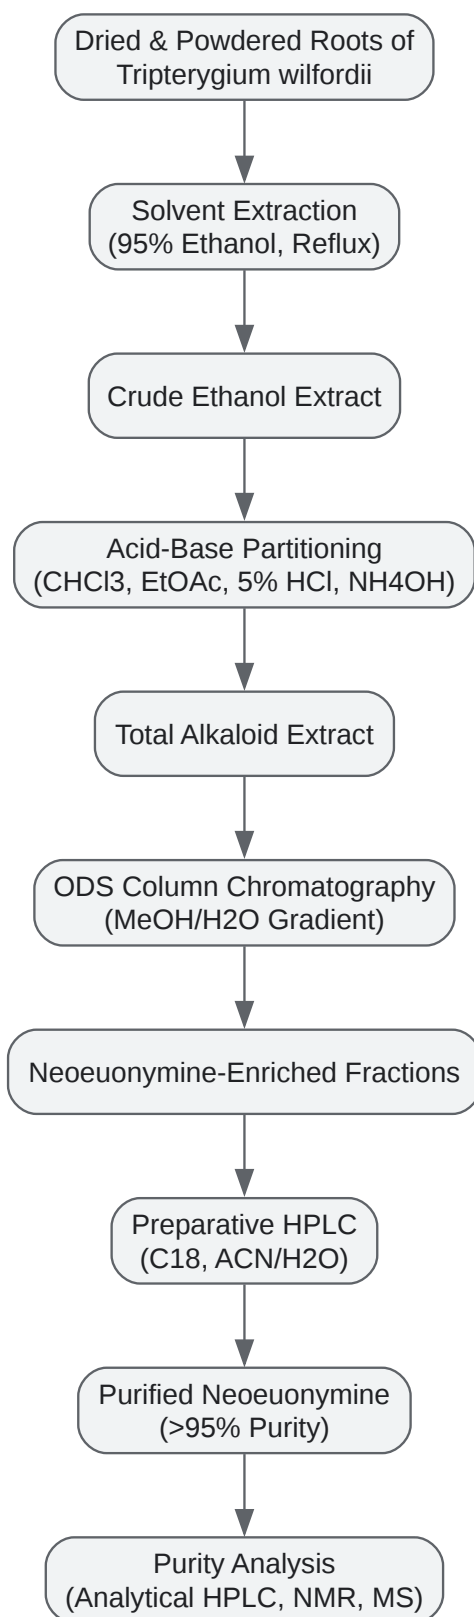 Dried & Powdered Roots of
Tripterygium wilfordii
Solvent Extraction
(95% Ethanol, Reflux)
Crude Ethanol Extract
Acid-Base Partitioning
(CHCl3, EtOAc, 5% HCl, NH4OH)
Total Alkaloid Extract
ODS Column Chromatography
(MeOH/H2O Gradient)
Neoeuonymine-Enriched Fractions
Preparative HPLC
(C18, ACN/H2O)
Purified Neoeuonymine
(>95% Purity)
Purity Analysis
(Analytical HPLC, NMR, MS)